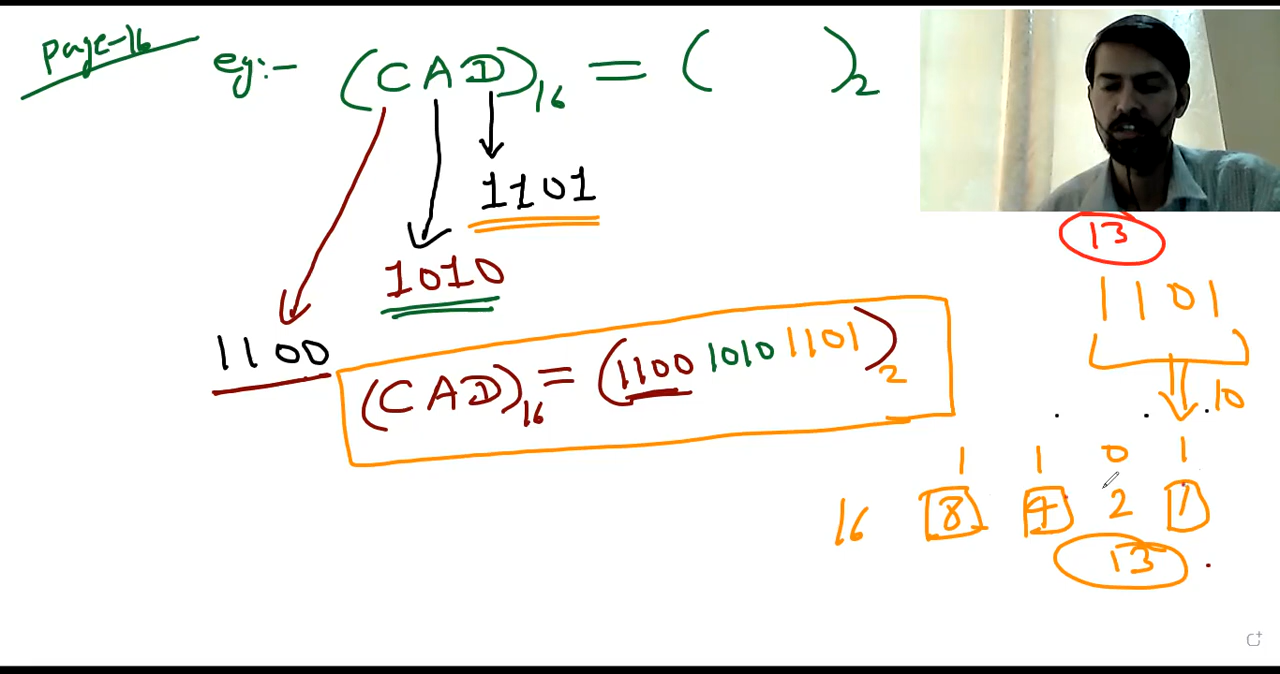 Page-16
eg:- (CAD)16 = (      )2
1101
1010
1100
(CAD)16 = (1100 1010 1101)2
13
1101
10
1 1 0 1
16 8 4 2 1
13